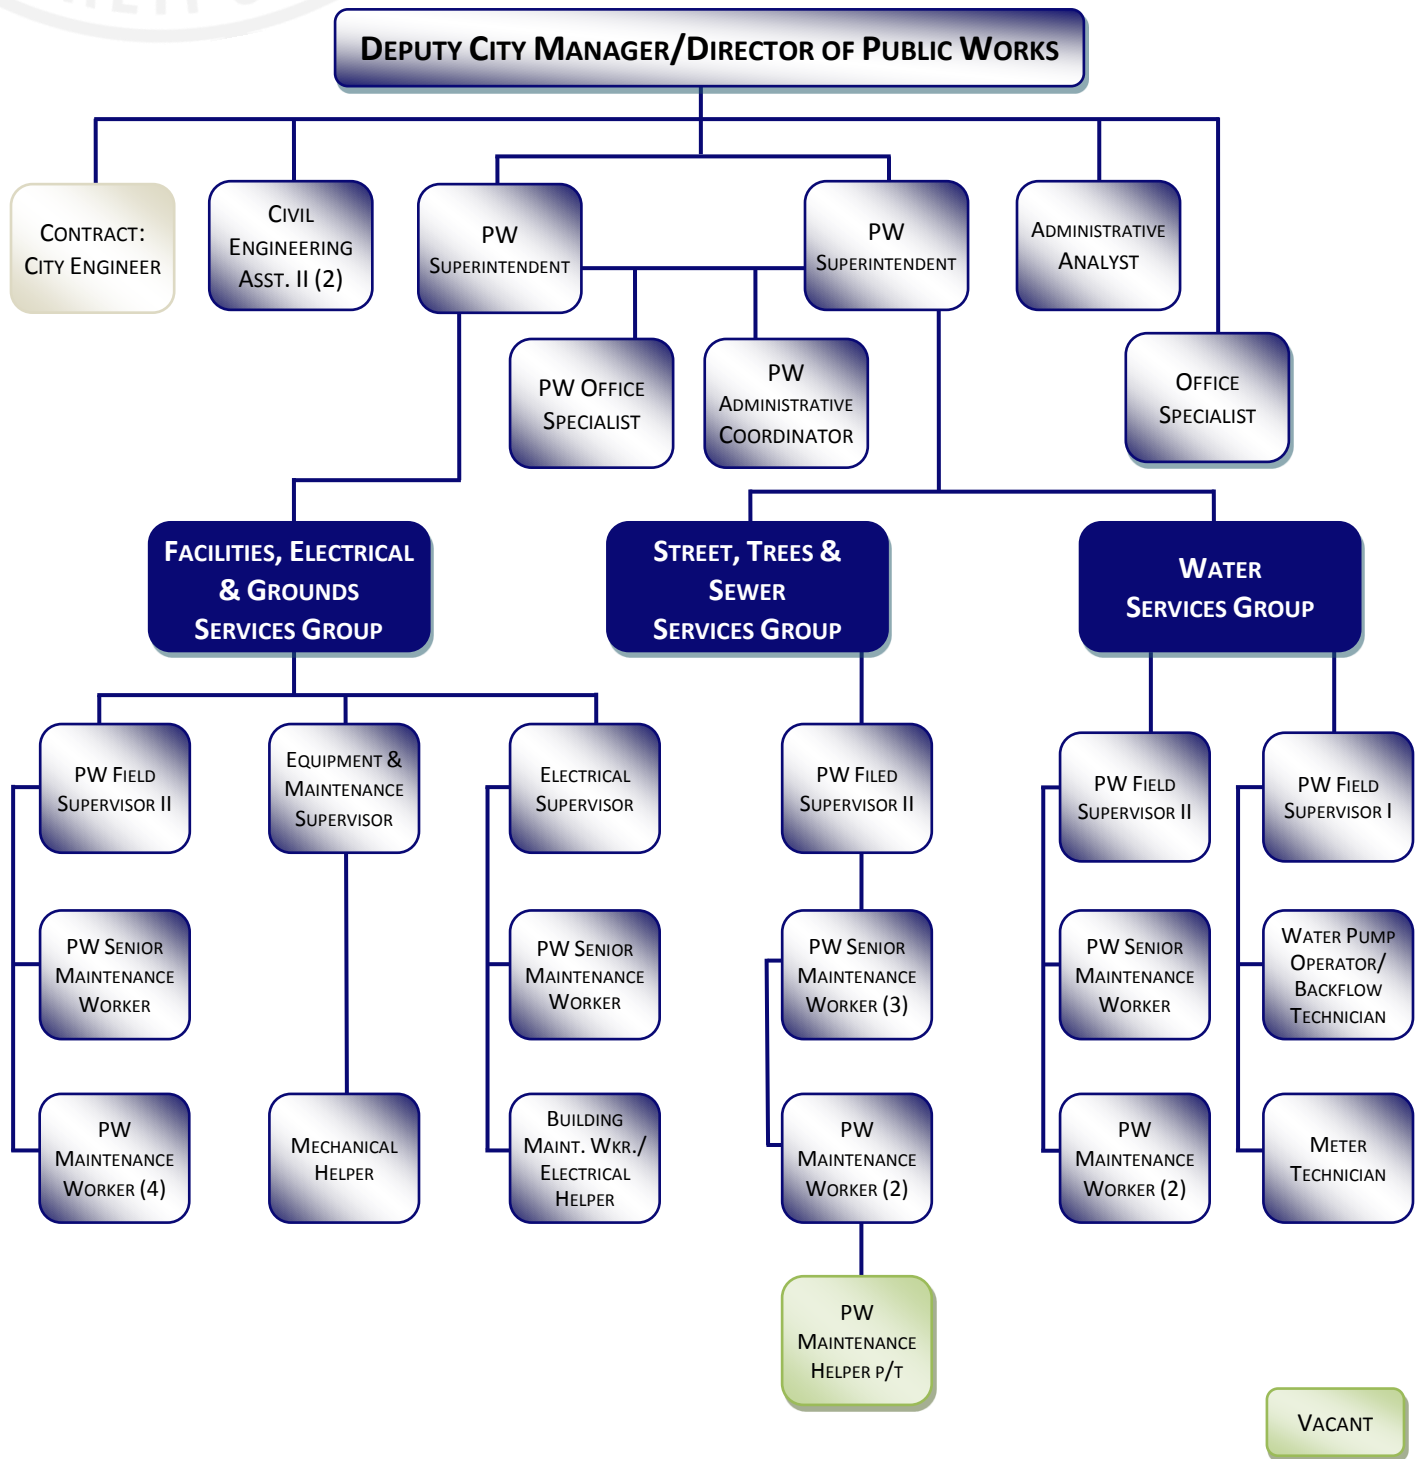 DEPUTY CITY MANAGER/DIRECTOR OF PUBLIC WORKS
CONTRACT:
CITY ENGINEER
CIVIL
ENGINEERING
ASST. II (2)
PW
SUPERINTENDENT
PW
SUPERINTENDENT
ADMINISTRATIVE
ANALYST
PW OFFICE
SPECIALIST
PW
ADMINISTRATIVE
COORDINATOR
OFFICE
SPECIALIST
FACILITIES, ELECTRICAL
& GROUNDS
SERVICES GROUP
STREET, TREES &
SEWER
SERVICES GROUP
WATER
SERVICES GROUP
PW FIELD
SUPERVISOR II
EQUIPMENT &
MAINTENANCE
SUPERVISOR
ELECTRICAL
SUPERVISOR
PW FILED
SUPERVISOR II
PW FIELD
SUPERVISOR II
PW FIELD
SUPERVISOR I
PW SENIOR
MAINTENANCE
WORKER
PW SENIOR
MAINTENANCE
WORKER
PW SENIOR
MAINTENANCE
WORKER (3)
PW SENIOR
MAINTENANCE
WORKER
WATER PUMP
OPERATOR/
BACKFLOW
TECHNICIAN
PW
MAINTENANCE
WORKER (4)
MECHANICAL
HELPER
BUILDING
MAINT. WKR./
ELECTRICAL
HELPER
PW
MAINTENANCE
WORKER (2)
PW
MAINTENANCE
WORKER (2)
METER
TECHNICIAN
PW
MAINTENANCE
HELPER P/T
VACANT